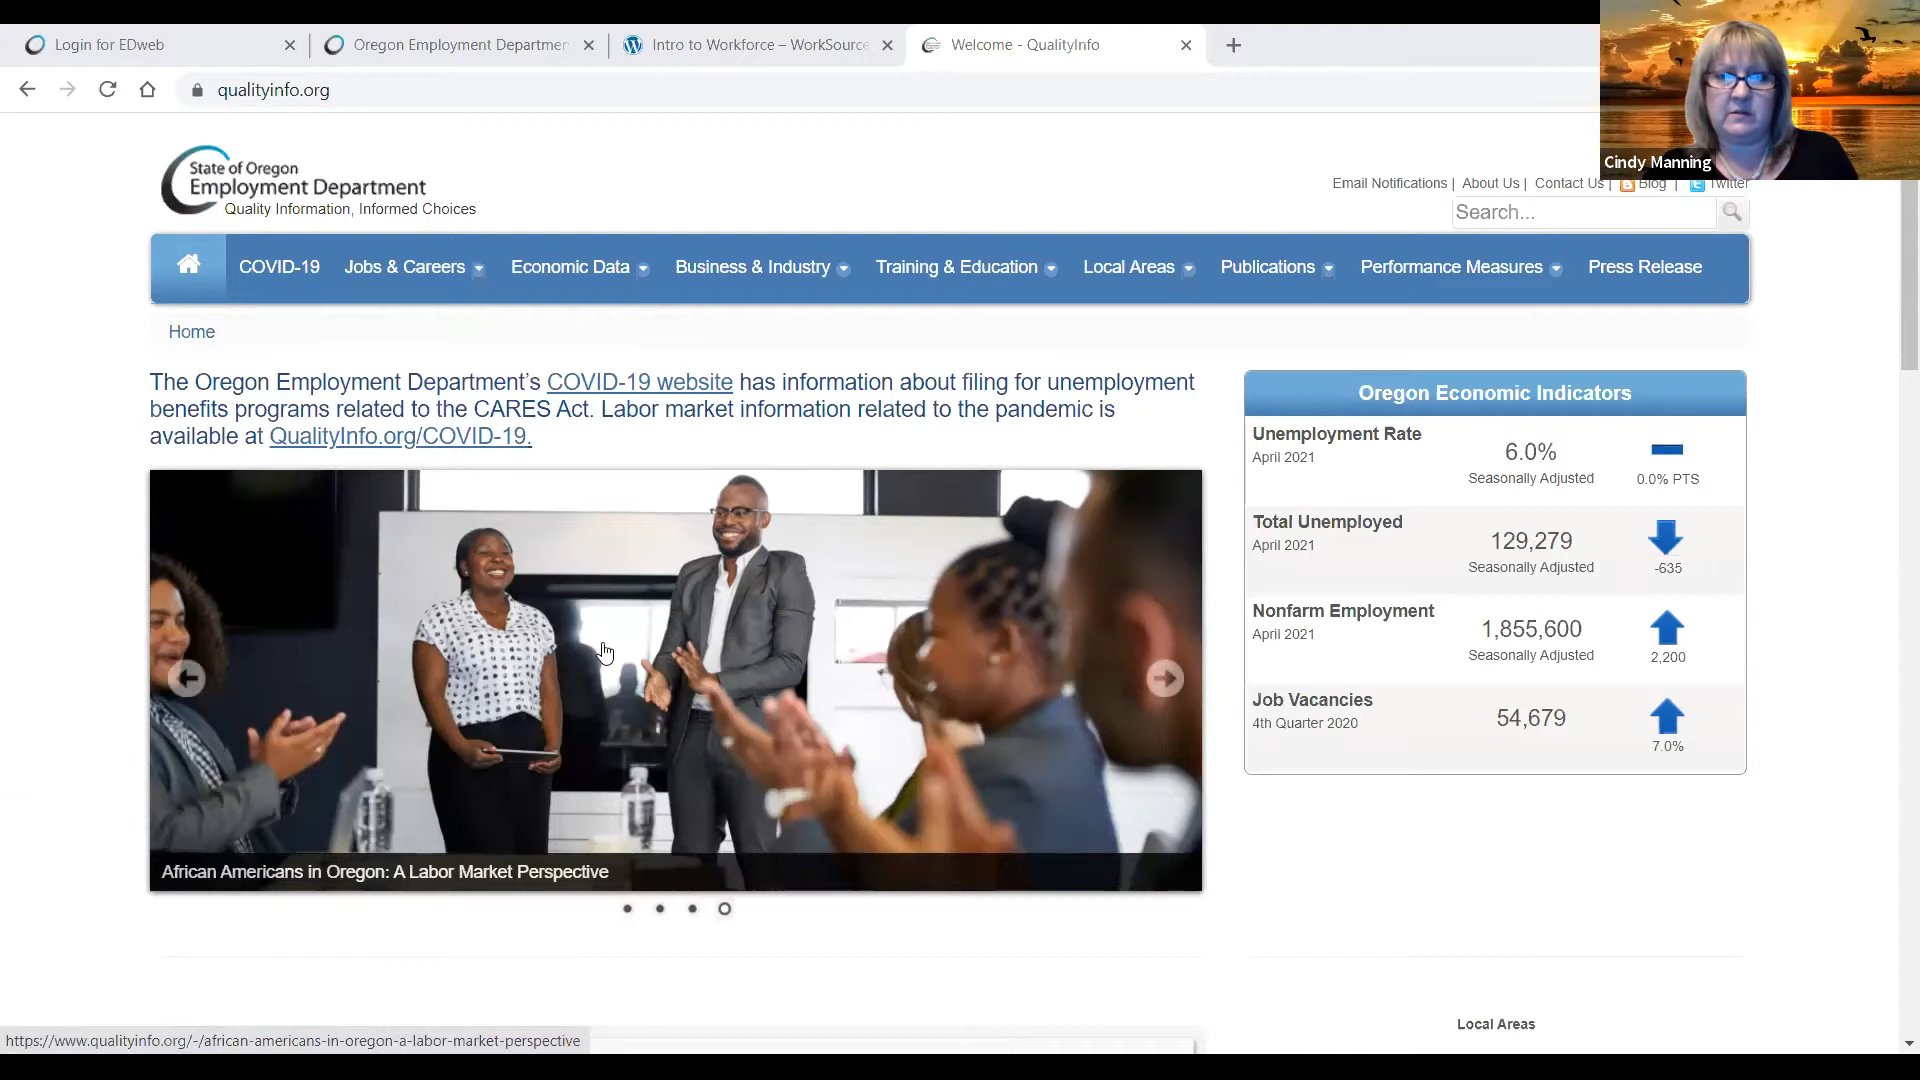 Login for EDweb
Oregon Employment Departmen
Intro to Workforce – WorkSource
Welcome - QualityInfo
qualityinfo.org
Cindy Manning
State of Oregon
Employment Department
Quality Information, Informed Choices
Email Notifications | About Us | Contact Us | Blog | Twitter
Search...
COVID-19 Jobs & Careers Economic Data Business & Industry Training & Education Local Areas Publications Performance Measures Press Release
Home
The Oregon Employment Department's COVID-19 website has information about filing for unemployment
benefits programs related to the CARES Act. Labor market information related to the pandemic is
available at QualityInfo.org/COVID-19.
African Americans in Oregon: A Labor Market Perspective
Oregon Economic Indicators
Unemployment Rate
April 2021
6.0%
Seasonally Adjusted
0.0% PTS
Total Unemployed
April 2021
129,279
Seasonally Adjusted
-635
Nonfarm Employment
April 2021
1,855,600
Seasonally Adjusted
2,200
Job Vacancies
4th Quarter 2020
54,679
7.0%
Local Areas
https://www.qualityinfo.org/-/african-americans-in-oregon-a-labor-market-perspective